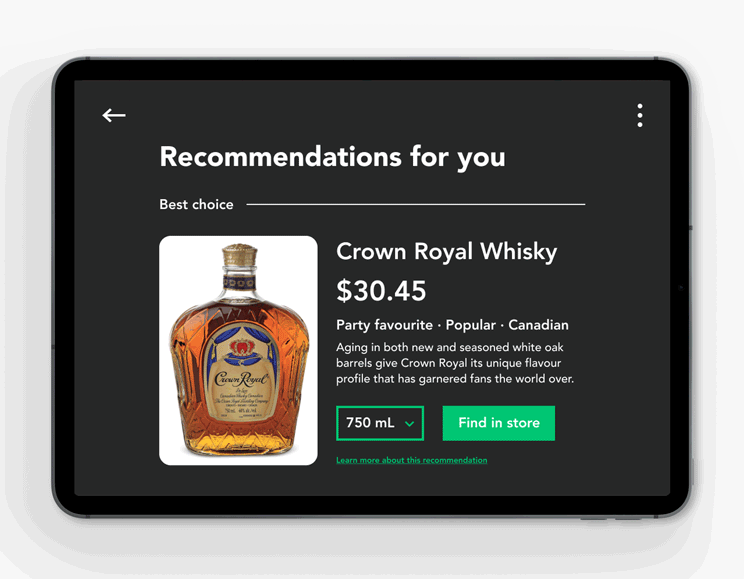 Recommendations for you
Best choice
Crown Royal Whisky
$30.45
Party favourite · Popular · Canadian
Aging in both new and seasoned white oak
barrels give Crown Royal its unique flavour
profile that has garnered fans the world over.
750 mL
Find in store
Learn more about this recommendation
Crown Royal